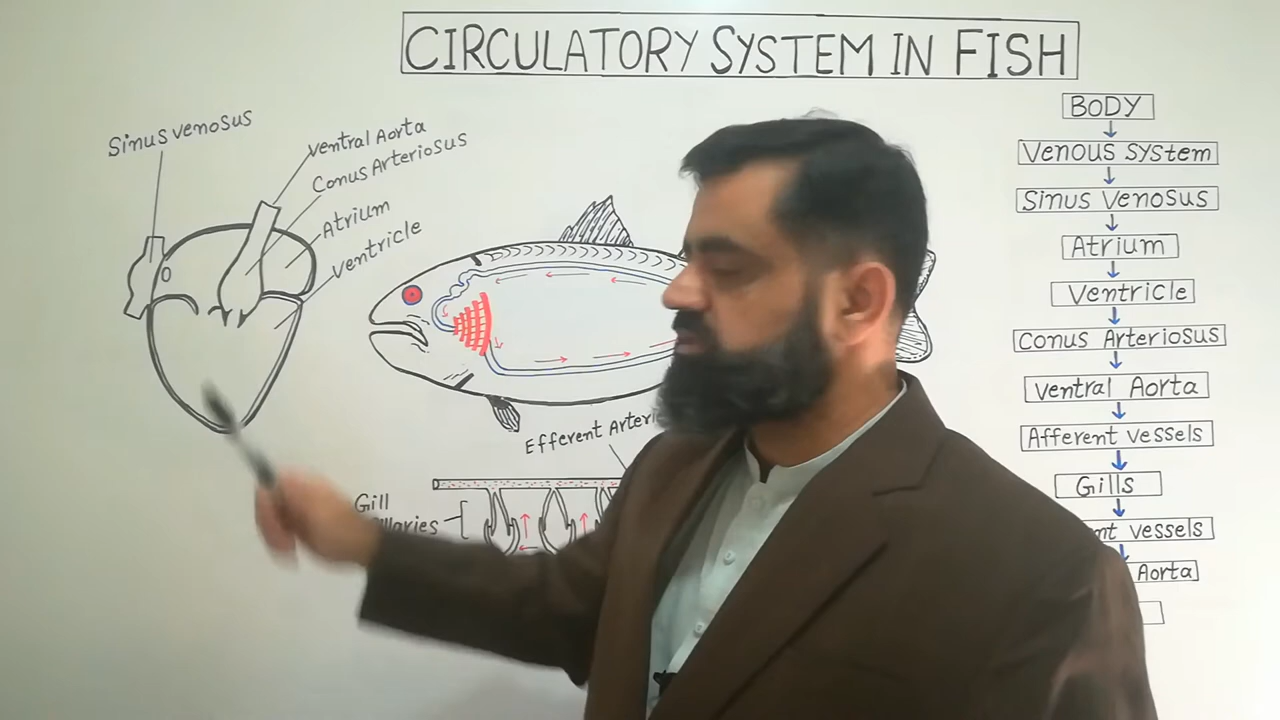 CIRCULATORY SYSTEM IN FISH
Sinus venosus
Ventral Aorta
Conus Arteriosus
Atrium
Ventricle
Efferent
Gill
BODY
Venous System
Sinus Venosus
Atrium
Ventricle
Conus Arteriosus
Ventral Aorta
Afferent vessels
Gills
vessels
Aorta